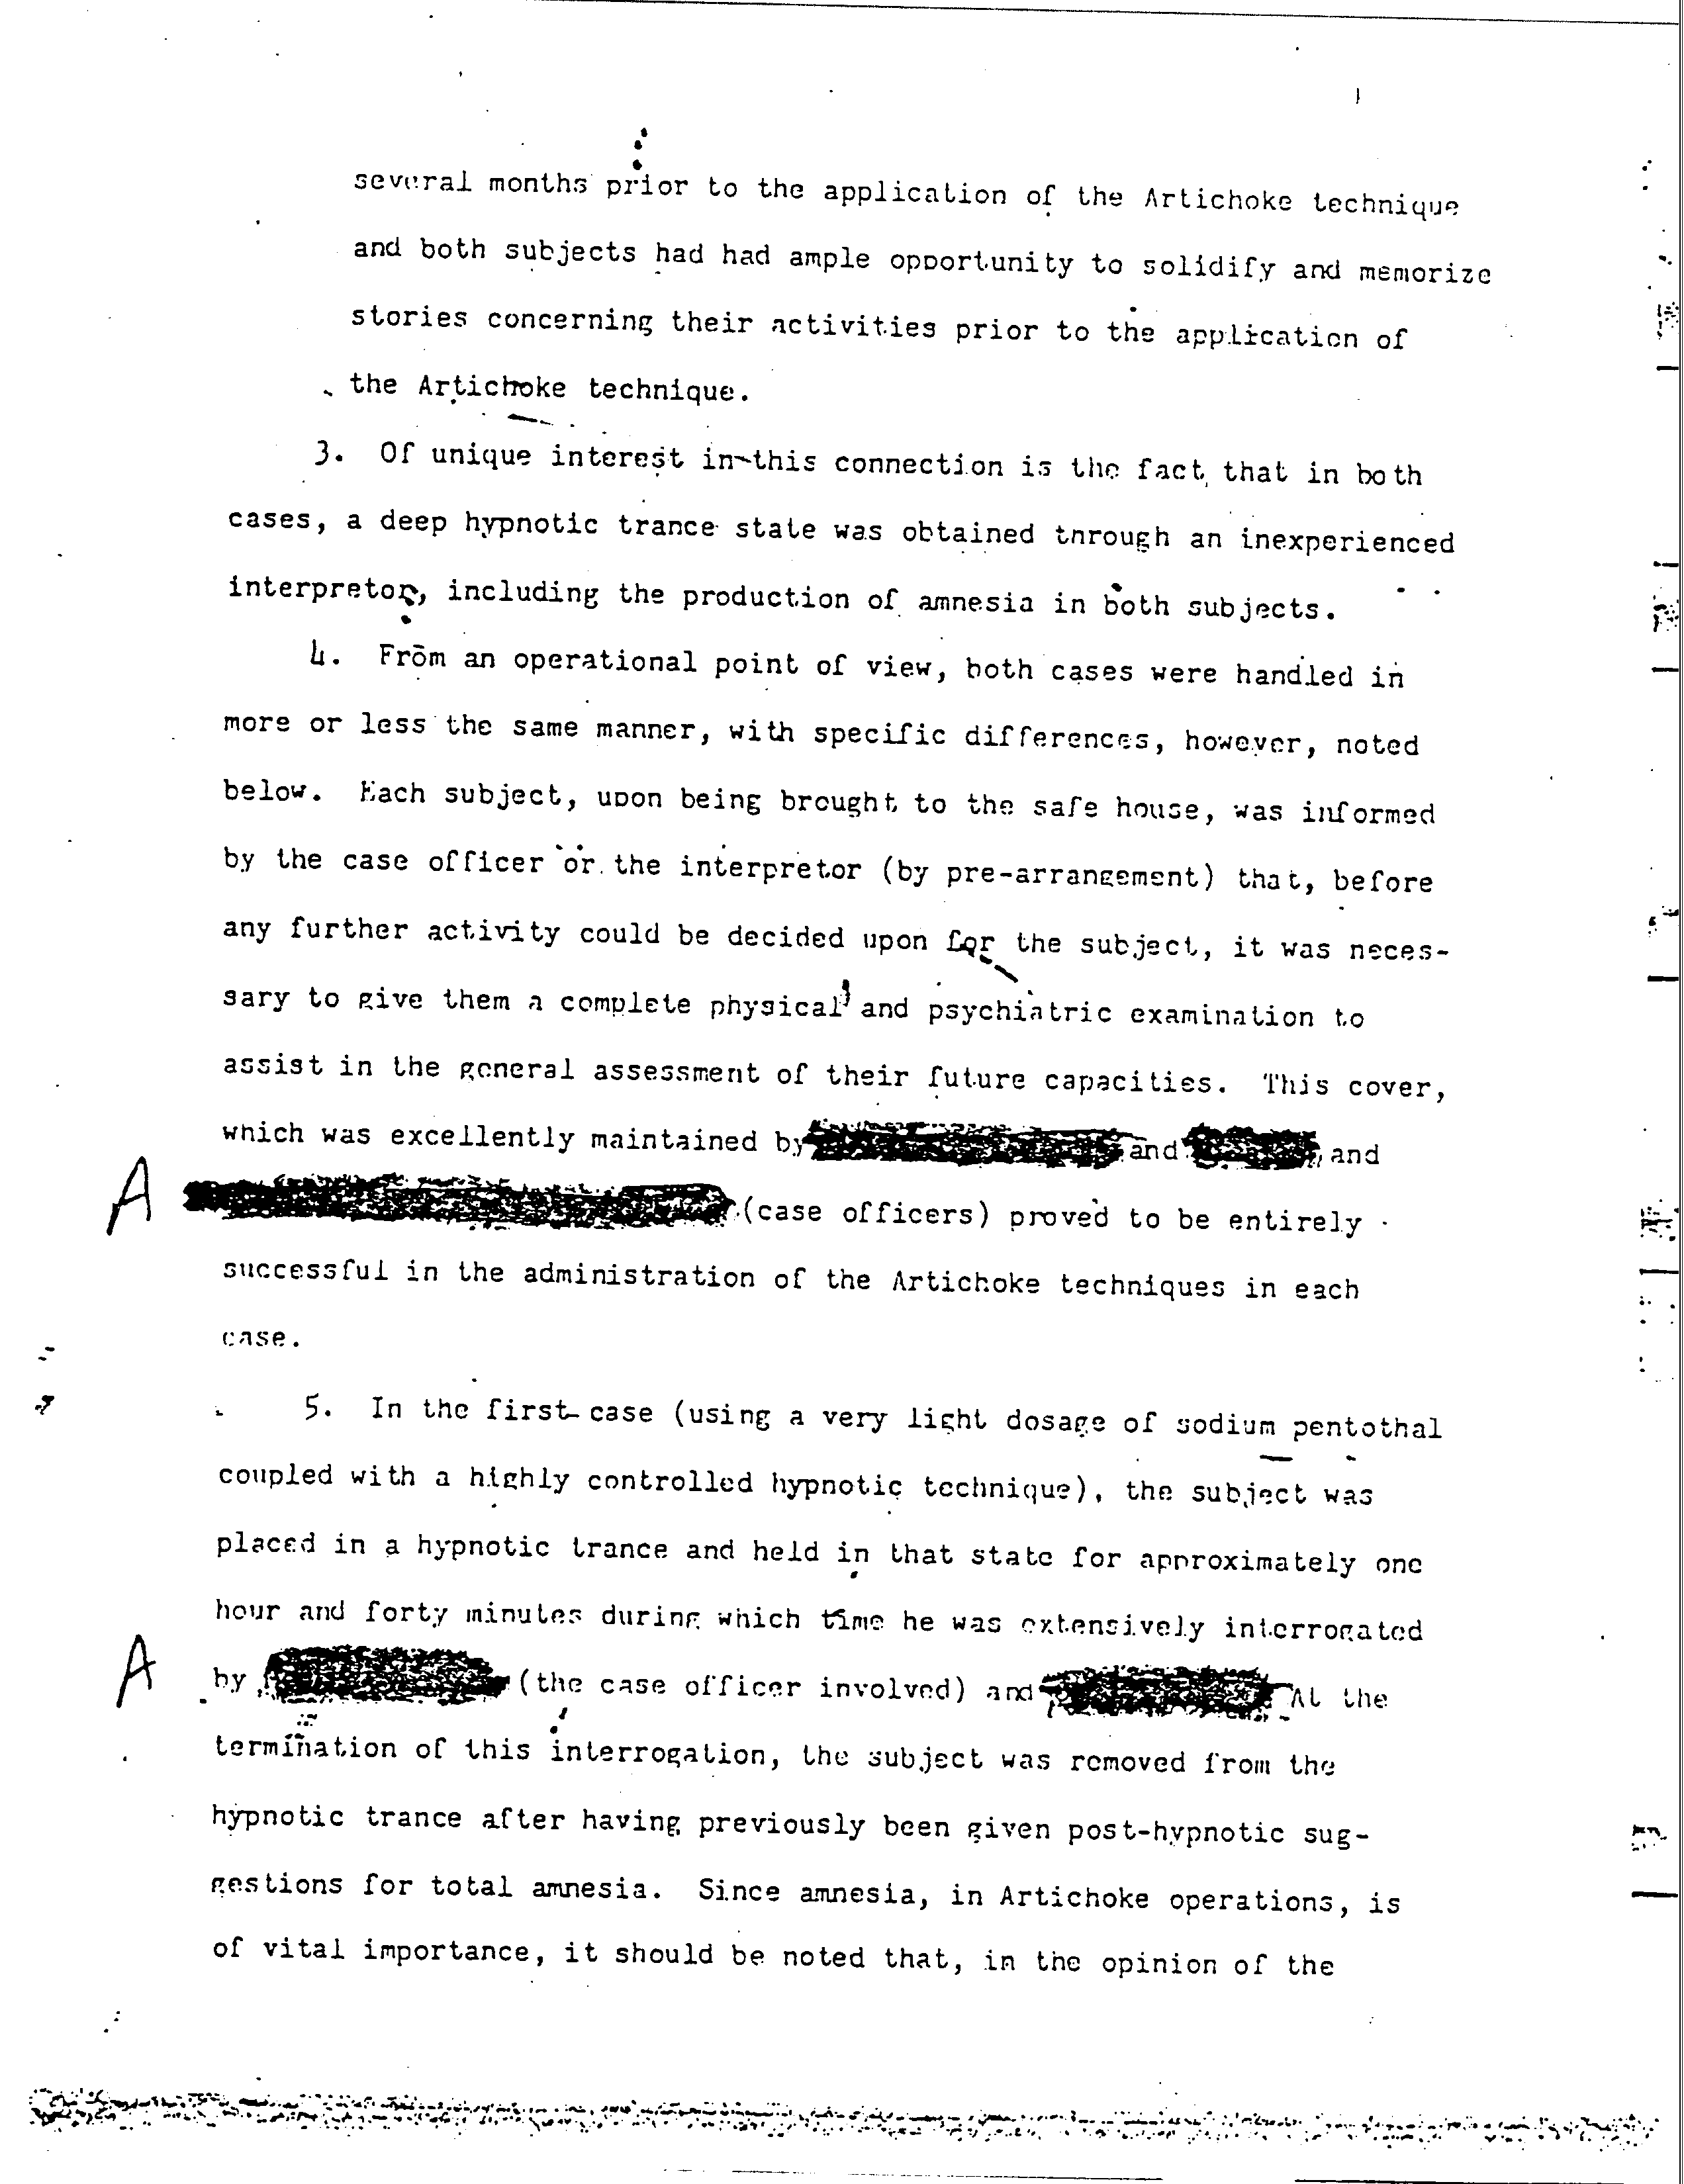 several months prior to the application of the Artichoke technique
and both subjects had had ample opportunity to solidify and memorize
stories concerning their activities prior to the application of
the Artichoke technique.
3. Of unique interest in this connection is the fact that in both
cases, a deep hypnotic trance state was obtained through an inexperienced
interpretor, including the production of amnesia in both subjects.
4. From an operational point of view, both cases were handled in
more or less the same manner, with specific differences, however, noted
below. Each subject, upon being brought to the safe house, was informed
by the case officer or the interpretor (by pre-arrangement) that, before
any further activity could be decided upon for the subject, it was neces-
sary to give them a complete physical and psychiatric examination to
assist in the general assessment of their future capacities. This cover,
which was excellently maintained by and and
A (case officers) proved to be entirely
successful in the administration of the Artichoke techniques in each
case.
5. In the first case (using a very light dosage of sodium pentothal
coupled with a highly controlled hypnotic technique), the subject was
placed in a hypnotic trance and held in that state for approximately one
hour and forty minutes during which time he was extensively interrogated
A by (the case officer involved) and At the
termination of this interrogation, the subject was removed from the
hypnotic trance after having previously been given post-hypnotic sug-
gestions for total amnesia. Since amnesia, in Artichoke operations, is
of vital importance, it should be noted that, in the opinion of the